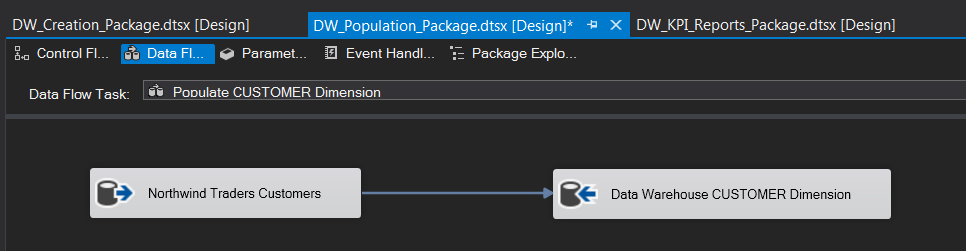 DW_Creation_Package.dtsx [Design] DW_Population_Package.dtsx [Design]* DW_KPI_Reports_Package.dtsx [Design]
Control Fl... Data Fl... Paramet... Event Handl... Package Explo...
Data Flow Task: Populate CUSTOMER Dimension
Northwind Traders Customers Data Warehouse CUSTOMER Dimension